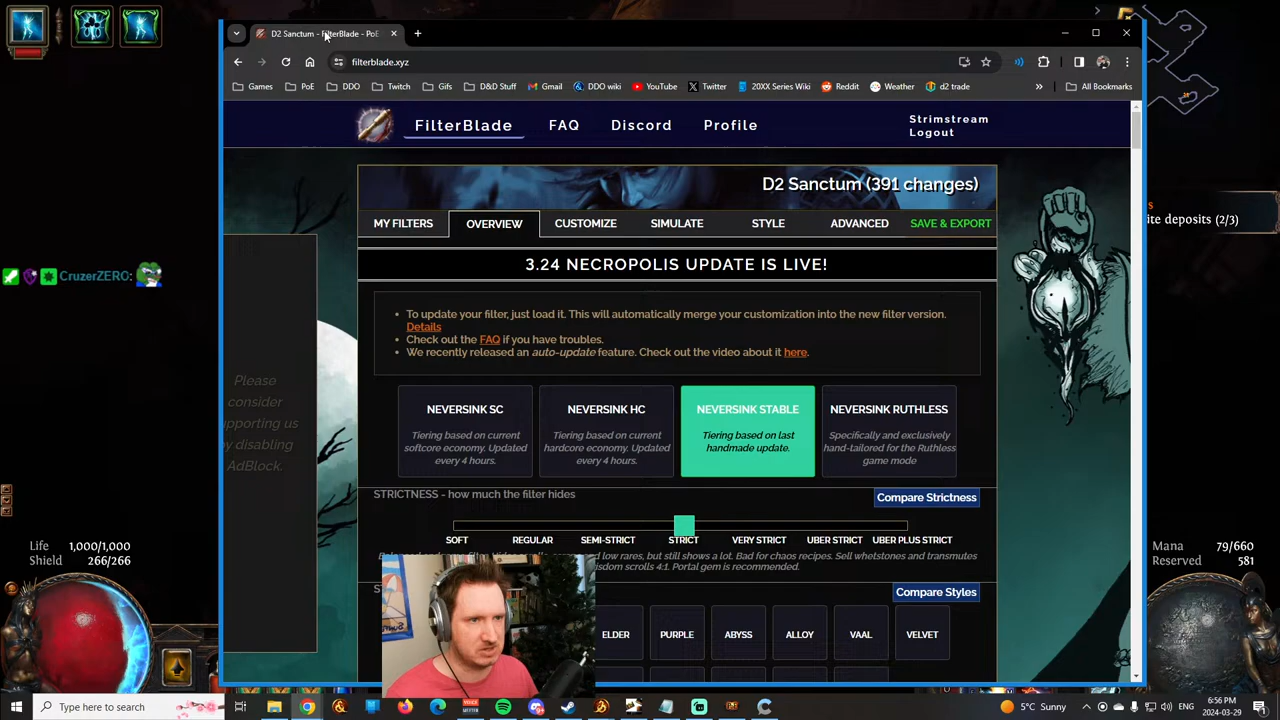 D2 Sanctum - FilterBlade - PoE
filterblade.xyz
Games
PoE
DDO
Twitch
Gifs
D&D Stuff
Gmail
DDO wiki
YouTube
Twitter
20XX Series Wiki
Reddit
Weather
d2 trade
»
All Bookmarks
FilterBlade
FAQ
Discord
Profile
Strimstream
Logout
D2 Sanctum (391 changes)
MY FILTERS
OVERVIEW
CUSTOMIZE
SIMULATE
STYLE
ADVANCED
SAVE & EXPORT
ite deposits (2/3)
3.24 NECROPOLIS UPDATE IS LIVE!
CruzerZERO:
• To update your filter, just load it. This will automatically merge your customization into the new filter version.
Details
• Check out the FAQ if you have troubles.
• We recently released an auto-update feature. Check out the video about it here.
Please
consider
supporting us
by disabling
AdBlock.
NEVERSINK SC
Tiering based on current
softcore economy. Updated
every 4 hours.
NEVERSINK HC
Tiering based on current
hardcore economy. Updated
every 4 hours.
NEVERSINK STABLE
Tiering based on last
handmade update.
NEVERSINK RUTHLESS
Specifically and exclusively
hand-tailored for the Ruthless
game mode
STRICTNESS - how much the filter hides
Compare Strictness
SOFT
REGULAR
SEMI-STRICT
STRICT
VERY STRICT
UBER STRICT
UBER PLUS STRICT
low rares, but still shows a lot. Bad for chaos recipes. Sell whetstones and transmutes
wisdom scrolls 4:1. Portal gem is recommended.
Compare Styles
ELDER
PURPLE
ABYSS
ALLOY
VAAL
VELVET
Life 1,000/1,000
Shield 266/266
Mana 79/660
Reserved 581
Type here to search
5°C Sunny
ENG
6:56 PM
2024-03-29